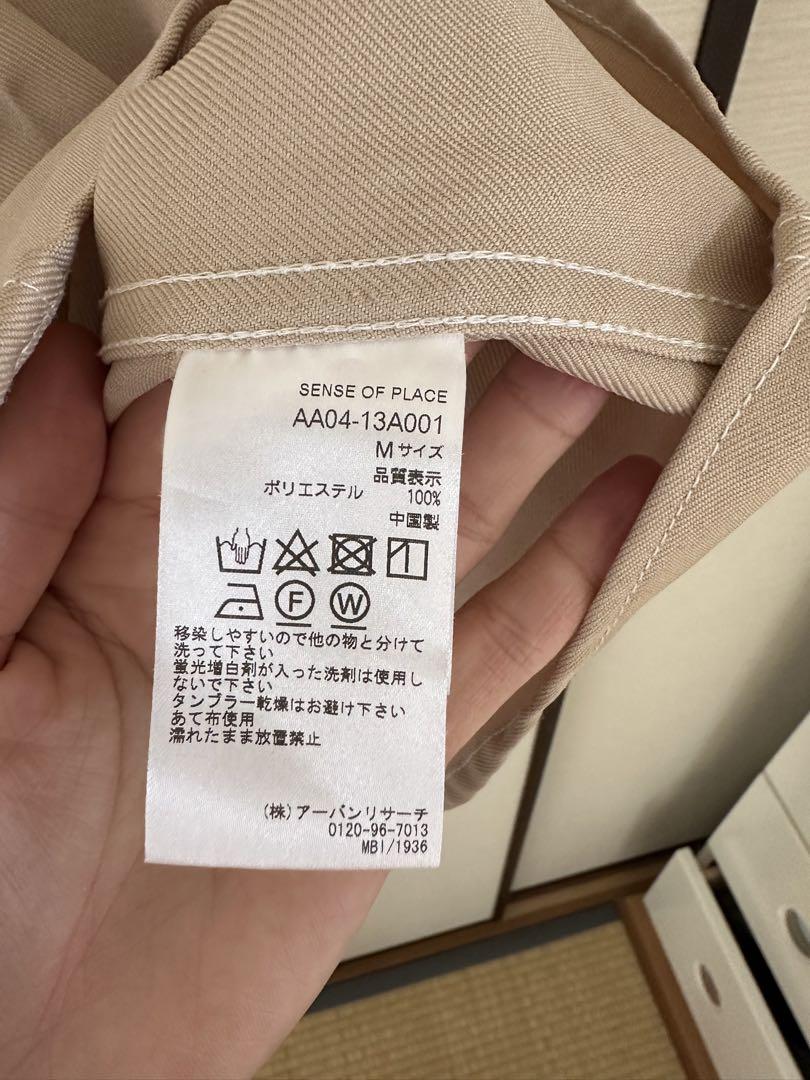 SENSE OF PLACE
AA04-13A001
Mサイズ
品質表示
ポリエステル 100%
中国製
F W
移染しやすいので他の物と分けて
洗って下さい
蛍光増白剤が入った洗剤は使用し
ないで下さい
タンブラー乾燥はお避け下さい
あて布使用
濡れたまま放置禁止
(株)アーバンリサーチ
0120-96-7013
MBI/1936